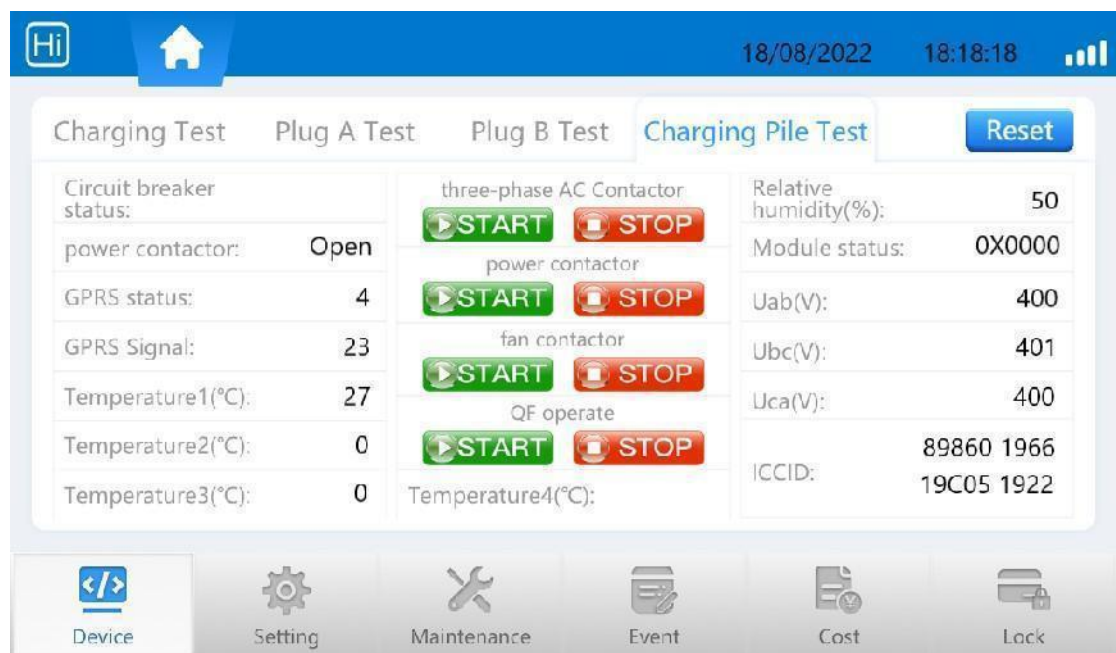 Hi
18/08/2022 18:18:18
Charging Test Plug A Test Plug B Test Charging Pile Test Reset
Circuit breaker
status:
power contactor: Open
GPRS status: 4
GPRS Signal: 23
Temperature1(°C): 27
Temperature2(°C): 0
Temperature3(°C): 0
three-phase AC Contactor
START STOP
power contactor
START STOP
fan contactor
START STOP
QF operate
START STOP
Temperature4(°C):
Relative
humidity(%): 50
Module status: 0X0000
Uab(V): 400
Ubc(V): 401
Uca(V): 400
ICCID: 89860 1966
19C05 1922
Device Setting Maintenance Event Cost Lock